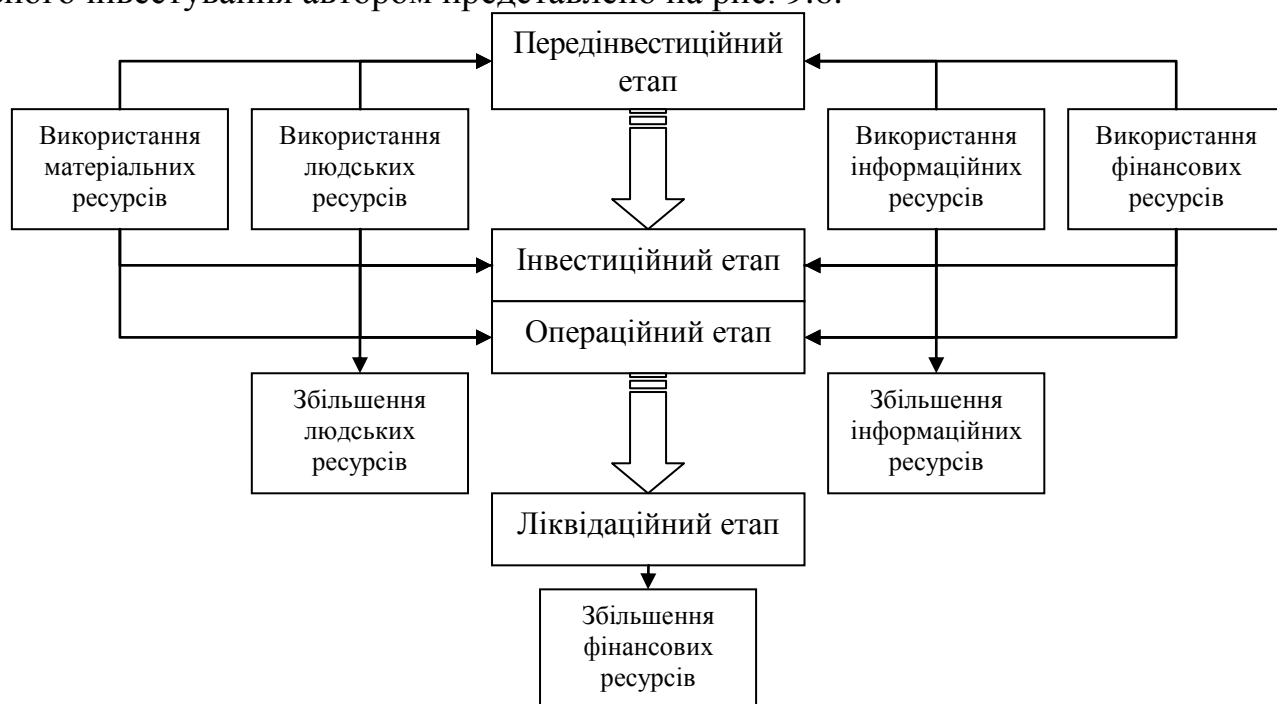 ного інвестування автором представлено на рис. 9.6.
Передінвестиційний
етап
Використання
матеріальних
ресурсів
Використання
людських
ресурсів
Використання
інформаційних
ресурсів
Використання
фінансових
ресурсів
Інвестиційний етап
Операційний етап
Збільшення
людських
ресурсів
Збільшення
інформаційних
ресурсів
Ліквідаційний етап
Збільшення
фінансових
ресурсів